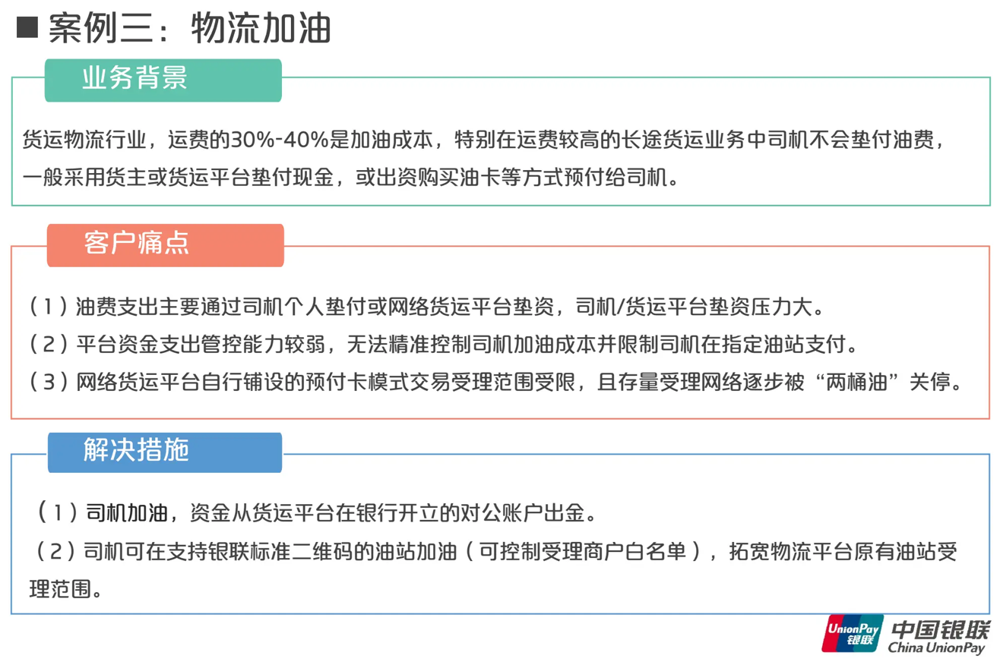 案例三：物流加油
业务背景
货运物流行业，运费的30%-40%是加油成本，特别在运费较高的长途货运业务中司机不会垫付油费，
一般采用货主或货运平台垫付现金，或出资购买油卡等方式预付给司机。
客户痛点
（1）油费支出主要通过司机个人垫付或网络货运平台垫资，司机/货运平台垫资压力大。
（2）平台资金支出管控能力较弱，无法精准控制司机加油成本并限制司机在指定油站支付。
（3）网络货运平台自行铺设的预付卡模式交易受理范围受限，且存量受理网络逐步被“两桶油”关停。
解决措施
（1）司机加油，资金从货运平台在银行开立的对公账户出金。
（2）司机可在支持银联标准二维码的油站加油（可控制受理商户白名单），拓宽物流平台原有油站受
理范围。
UnionPay
银联
中国银联
China UnionPay